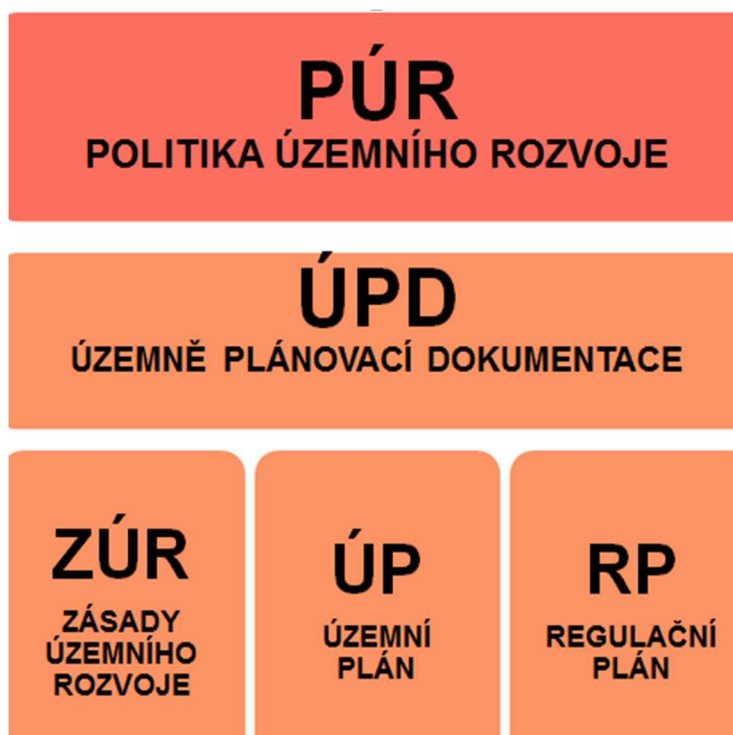 PÚR
POLITIKA ÚZEMNÍHO ROZVOJE
ÚPD
ÚZEMNĚ PLÁNOVACÍ DOKUMENTACE
ZÚR
ZÁSADY
ÚZEMNÍHO
ROZVOJE
ÚP
ÚZEMNÍ
PLÁN
RP
REGULAČNÍ
PLÁN